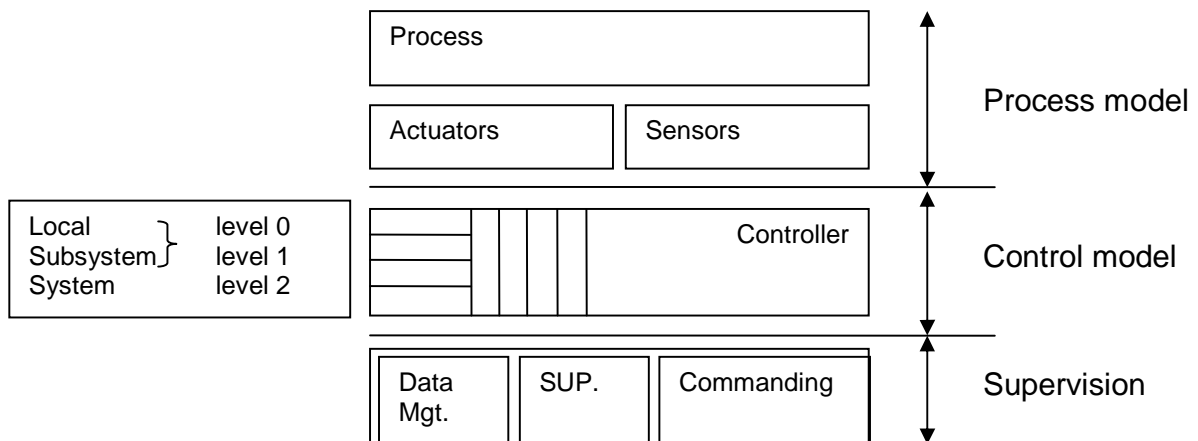 Process
Process model
Actuators
Sensors
Local level 0
Subsystem level 1
System level 2
Controller
Control model
Data
Mgt.
SUP.
Commanding
Supervision